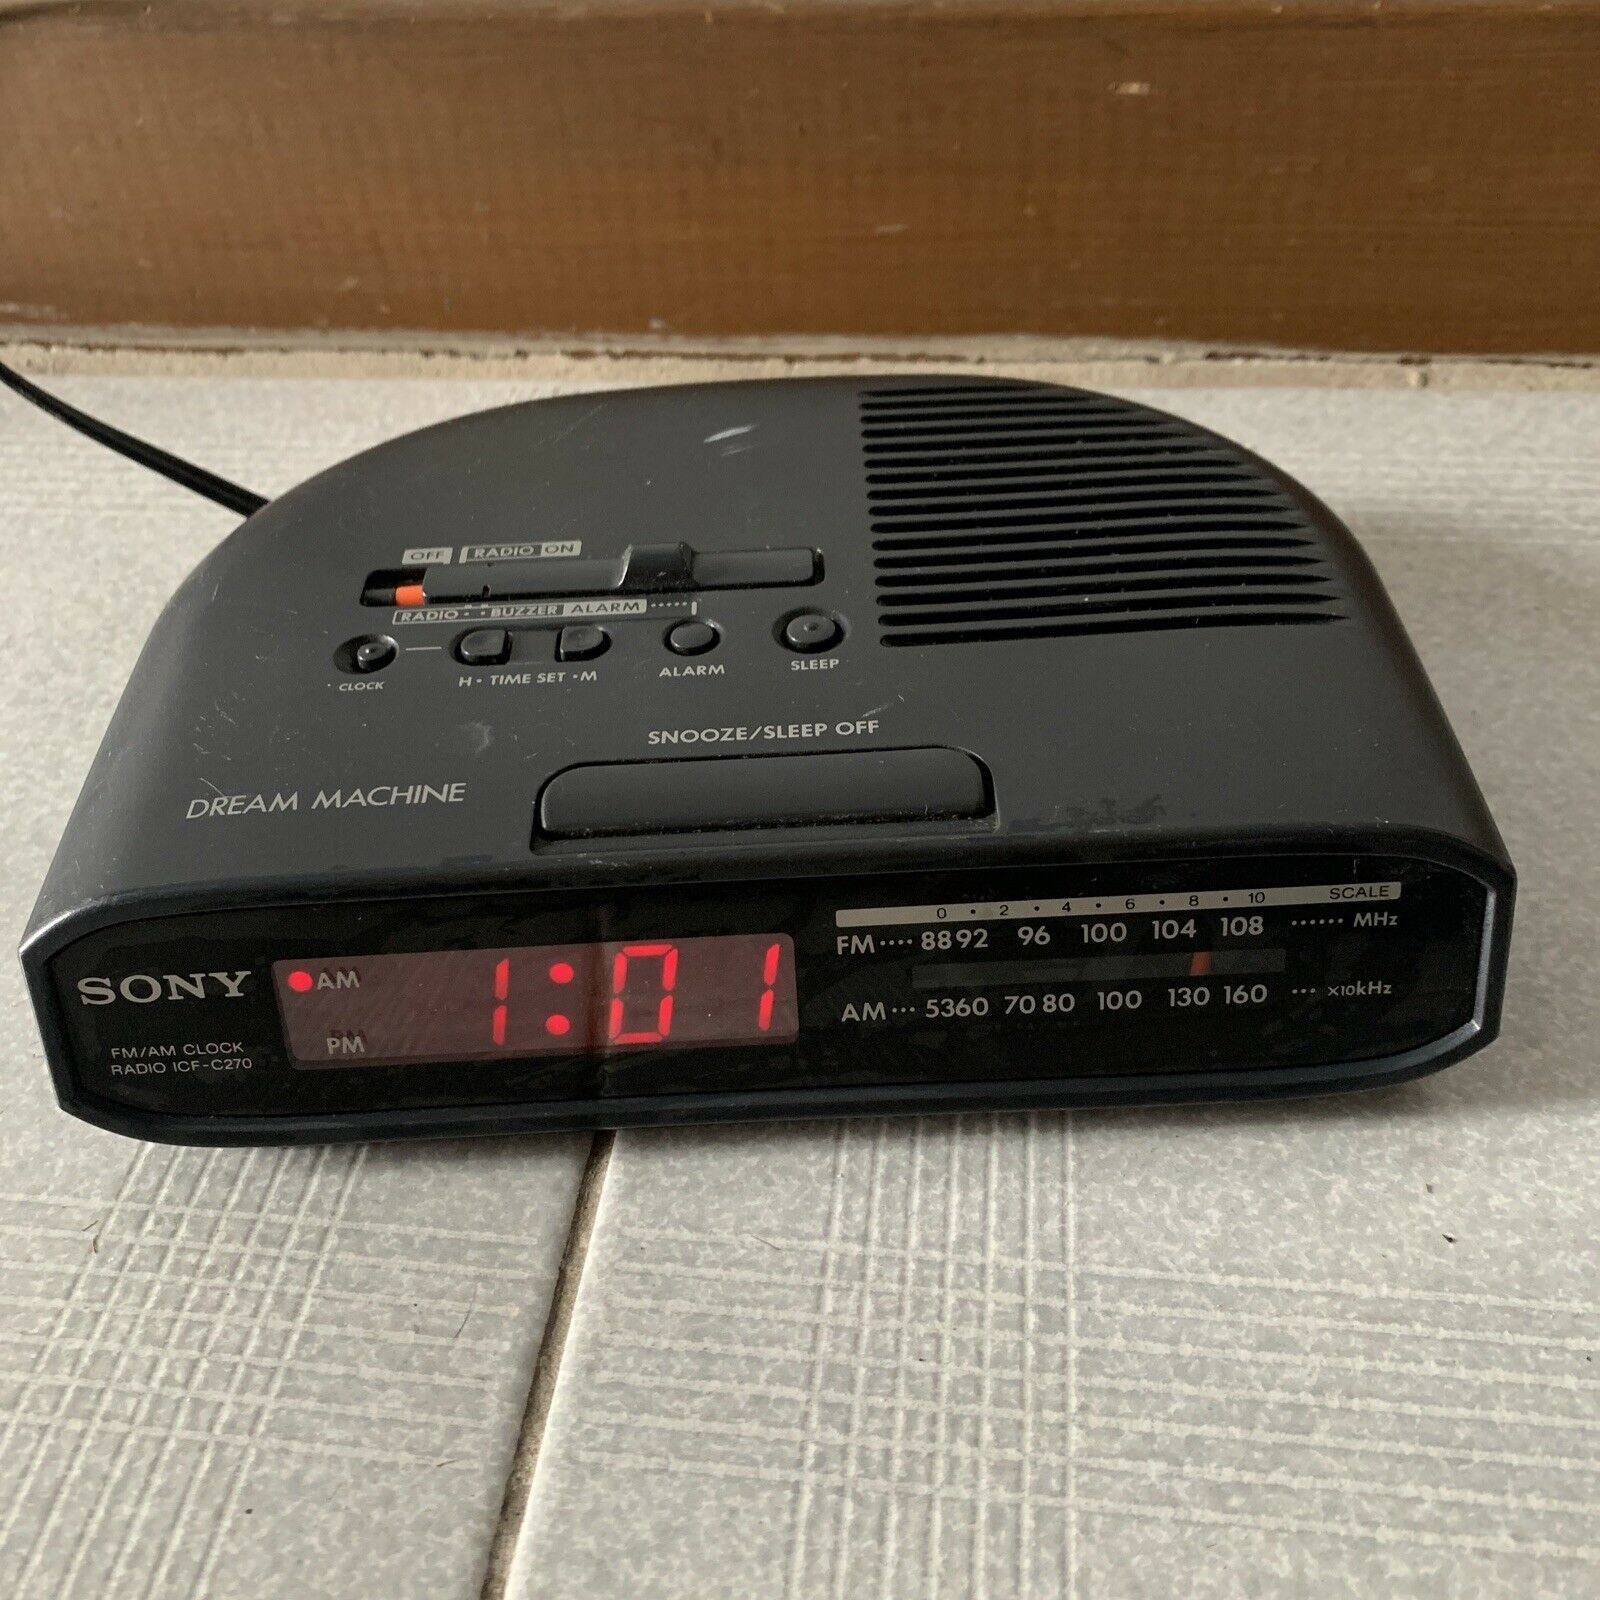 OFF RADIO ON
RADIO • • BUZZER ALARM ••••••
CLOCK
H • TIME SET • M
ALARM
SLEEP
SNOOZE/SLEEP OFF
DREAM MACHINE
SONY
FM/AM CLOCK
RADIO ICF-C270
AM 1:01
PM
0 • 2 • 4 • 6 • 8 • 10 SCALE
FM •••• 88 92 96 100 104 108 •••••• MHz
AM ••• 53 60 70 80 100 130 160 ••• x10kHz